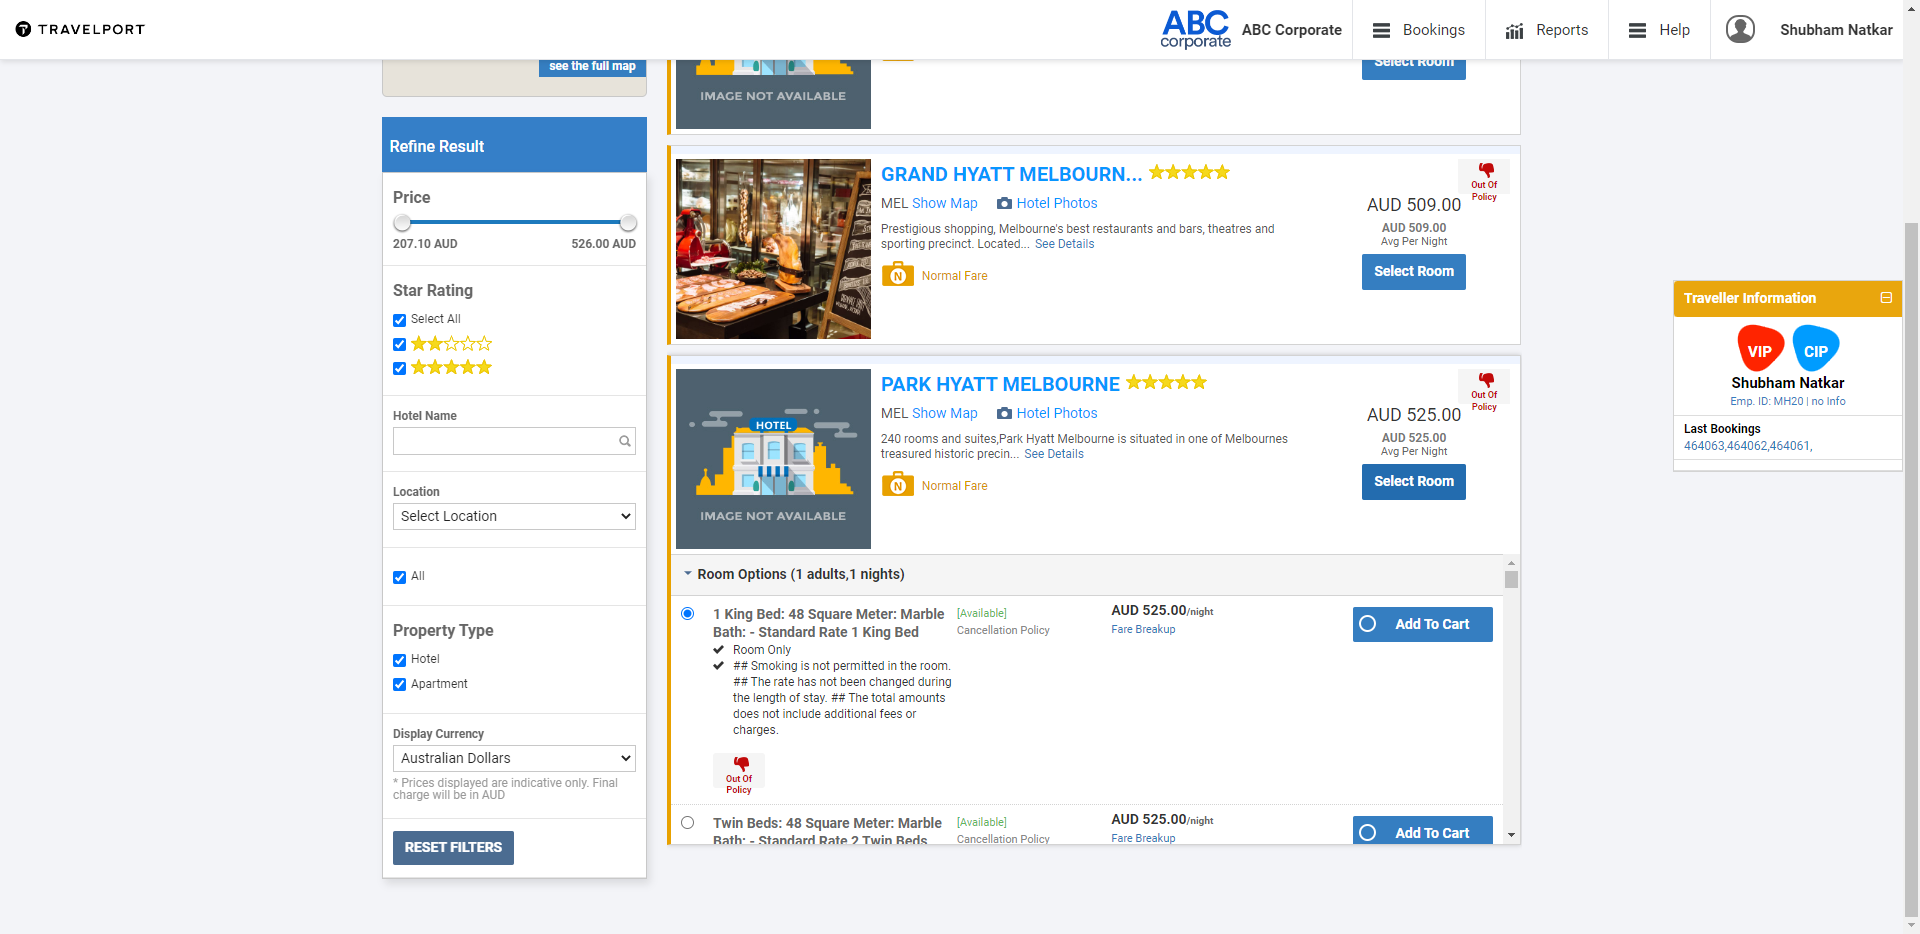 TRAVELPORT
ABC
corporate
ABC Corporate
Bookings
Reports
Help
Shubham Natkar
see the full map
Refine Result
Price
207.10 AUD
526.00 AUD
Star Rating
Select All
Hotel Name
Location
Select Location
All
Property Type
Hotel
Apartment
Display Currency
Australian Dollars
* Prices displayed are indicative only. Final
charge will be in AUD
RESET FILTERS
IMAGE NOT AVAILABLE
Select Room
GRAND HYATT MELBOURN...
MEL Show Map Hotel Photos
Prestigious shopping, Melbourne's best restaurants and bars, theatres and
sporting precinct. Located... See Details
N Normal Fare
Out Of
Policy
AUD 509.00
AUD 509.00
Avg Per Night
Select Room
HOTEL
IMAGE NOT AVAILABLE
PARK HYATT MELBOURNE
MEL Show Map Hotel Photos
240 rooms and suites,Park Hyatt Melbourne is situated in one of Melbournes
treasured historic precin... See Details
N Normal Fare
Out Of
Policy
AUD 525.00
AUD 525.00
Avg Per Night
Select Room
Room Options (1 adults,1 nights)
1 King Bed: 48 Square Meter: Marble
Bath: - Standard Rate 1 King Bed
Room Only
## Smoking is not permitted in the room.
## The rate has not been changed during
the length of stay. ## The total amounts
does not include additional fees or
charges.
Out Of
Policy
[Available]
Cancellation Policy
AUD 525.00/night
Fare Breakup
Add To Cart
Twin Beds: 48 Square Meter: Marble
Bath: - Standard Rate 2 Twin Beds
[Available]
Cancellation Policy
AUD 525.00/night
Fare Breakup
Add To Cart
Traveller Information
VIP
CIP
Shubham Natkar
Emp. ID: MH20 | no Info
Last Bookings
464063,464062,464061,